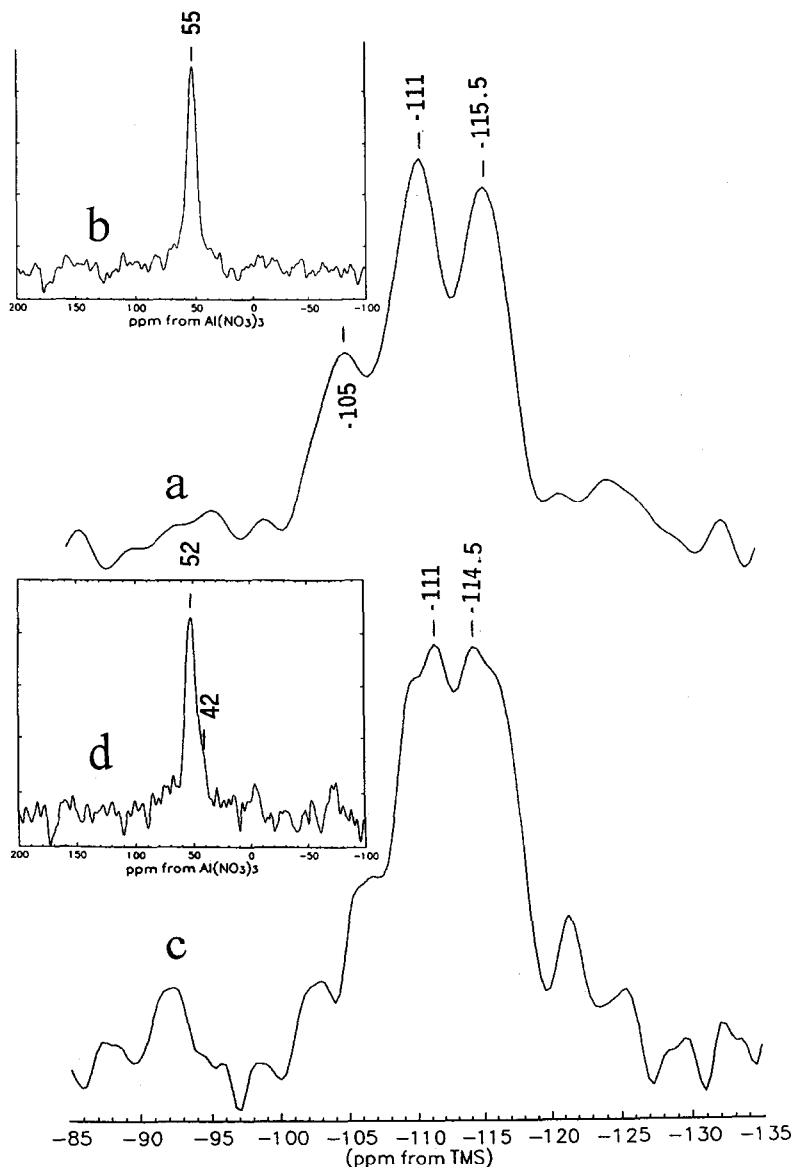 55
b
200 150 100 50 0 -50 -100
ppm from Al(NO3)3
-111
-115.5
-105
a
52
42
d
200 150 100 50 0 -50 -100
ppm from Al(NO3)3
-111
-114.5
c
-85 -90 -95 -100 -105 -110 -115 -120 -125 -130 -135
(ppm from TMS)